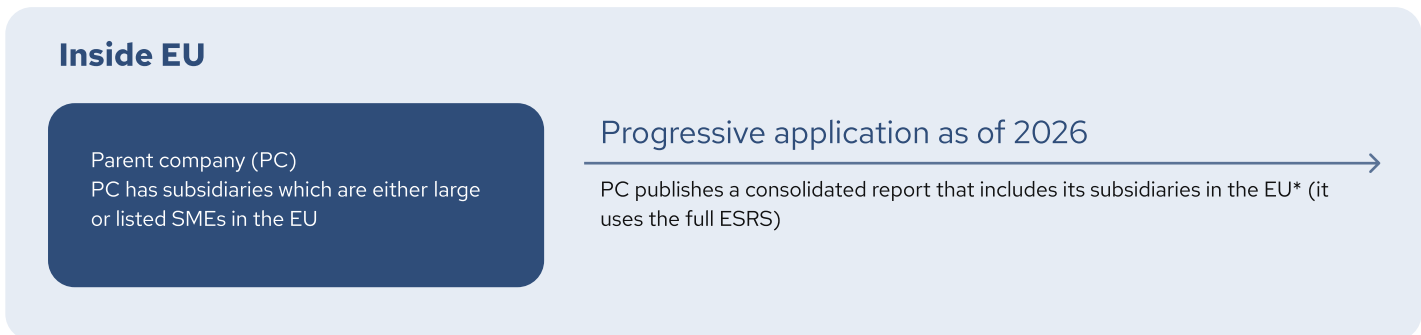 Inside EU
Parent company (PC)
PC has subsidiaries which are either large
or listed SMEs in the EU
Progressive application as of 2026
PC publishes a consolidated report that includes its subsidiaries in the EU* (it
uses the full ESRS)